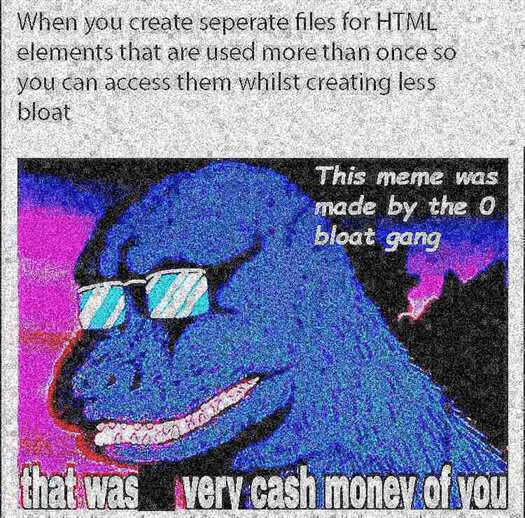 When you create seperate files for HTML
elements that are used more than once so
you can access them whilst creating less
bloat
This meme was
made by the 0
bloat gang
that was very cash money of you